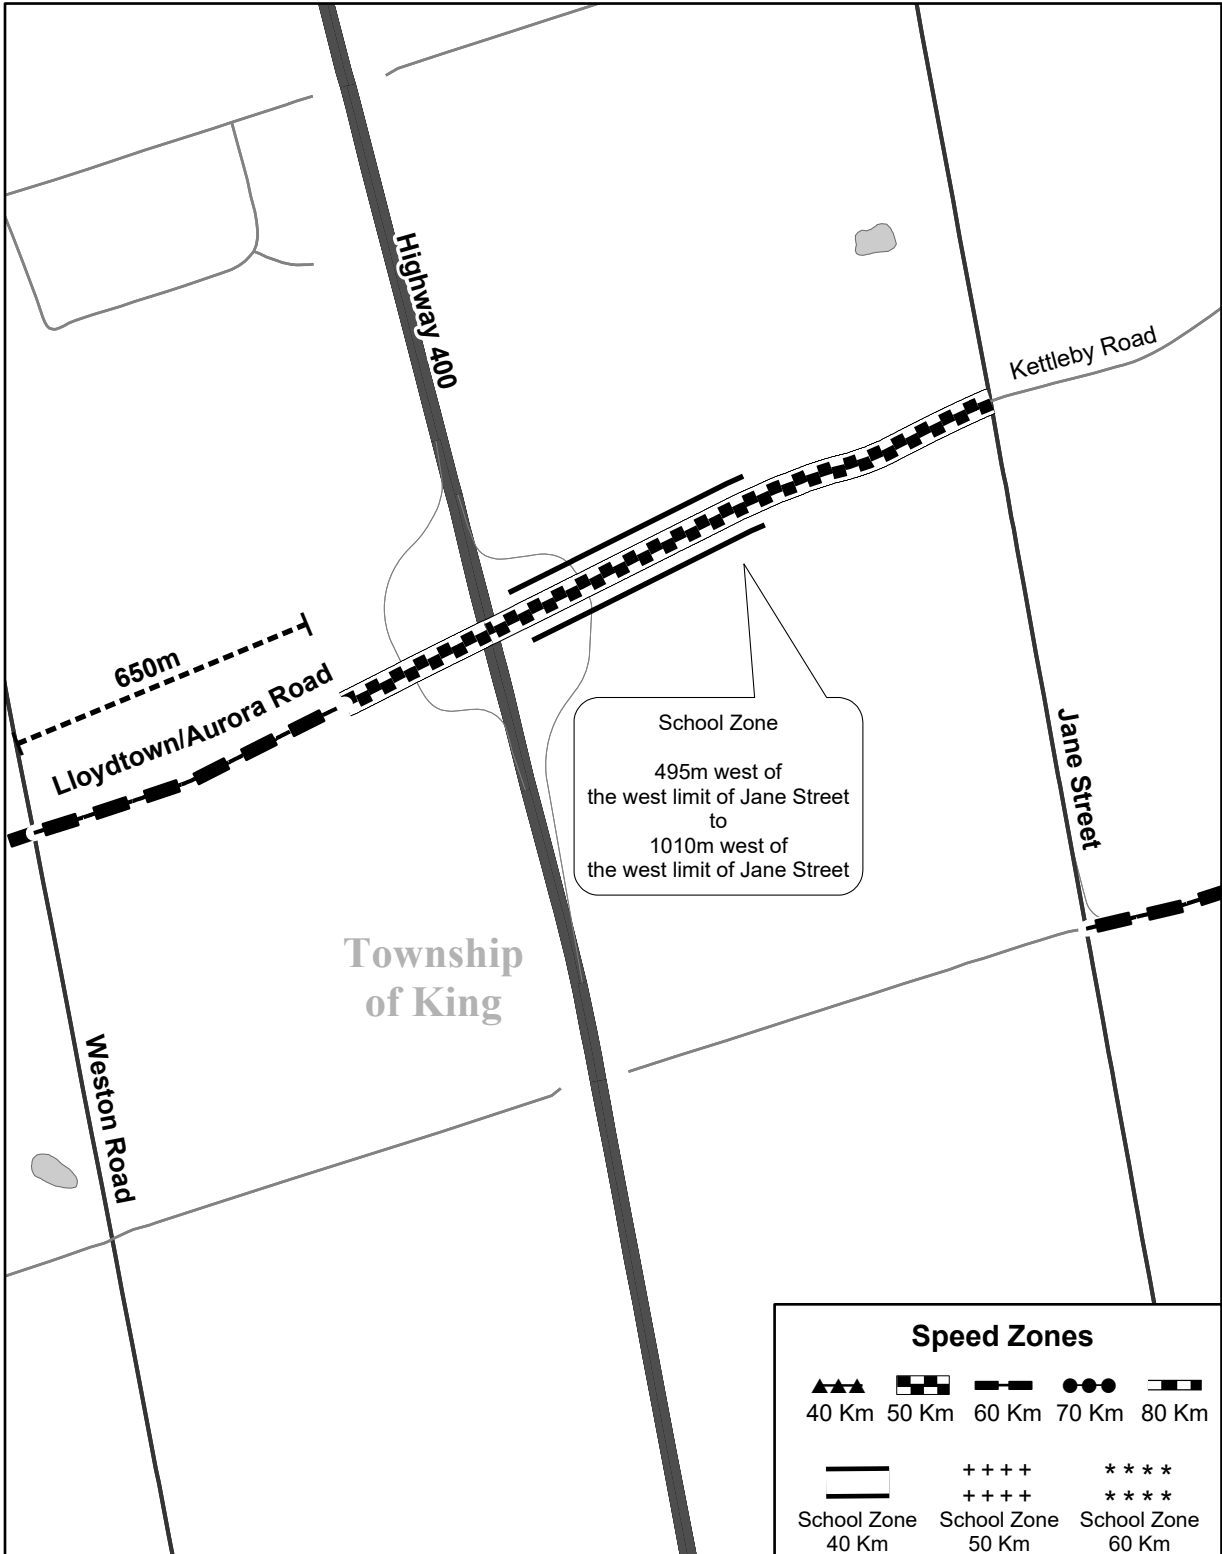 Highway 400
Kettleby Road
650m
Lloydtown/Aurora Road
School Zone
495m west of
the west limit of Jane Street
to
1010m west of
the west limit of Jane Street
Jane Street
Township
of King
Weston Road
Speed Zones
40 Km 50 Km 60 Km 70 Km 80 Km
School Zone School Zone School Zone
40 Km 50 Km 60 Km